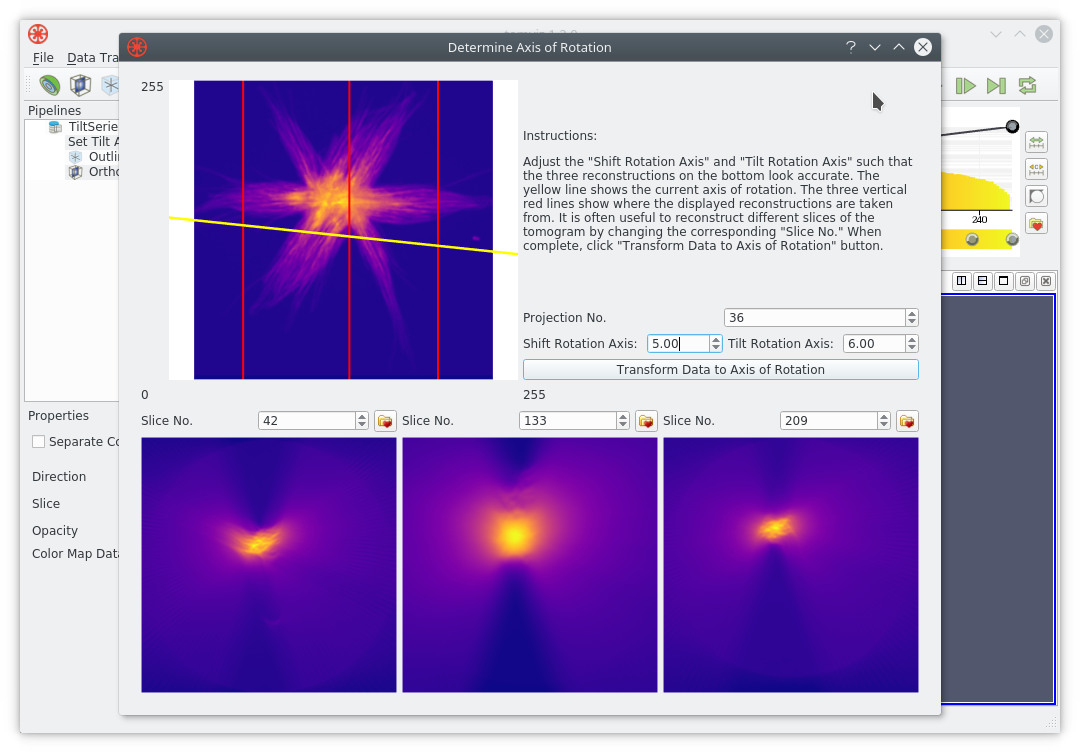 Determine Axis of Rotation
File Data Tra
Pipelines
TiltSerie
Set Tilt A
Outli
Ortho
255
Instructions:
Adjust the "Shift Rotation Axis" and "Tilt Rotation Axis" such that
the three reconstructions on the bottom look accurate. The
yellow line shows the current axis of rotation. The three vertical
red lines show where the displayed reconstructions are taken
from. It is often useful to reconstruct different slices of the
tomogram by changing the corresponding "Slice No." When
complete, click "Transform Data to Axis of Rotation" button.
240
Projection No. 36
Shift Rotation Axis: 5.00 Tilt Rotation Axis: 6.00
Transform Data to Axis of Rotation
0 255
Slice No. 42 Slice No. 133 Slice No. 209
Properties
Separate Co
Direction
Slice
Opacity
Color Map Data